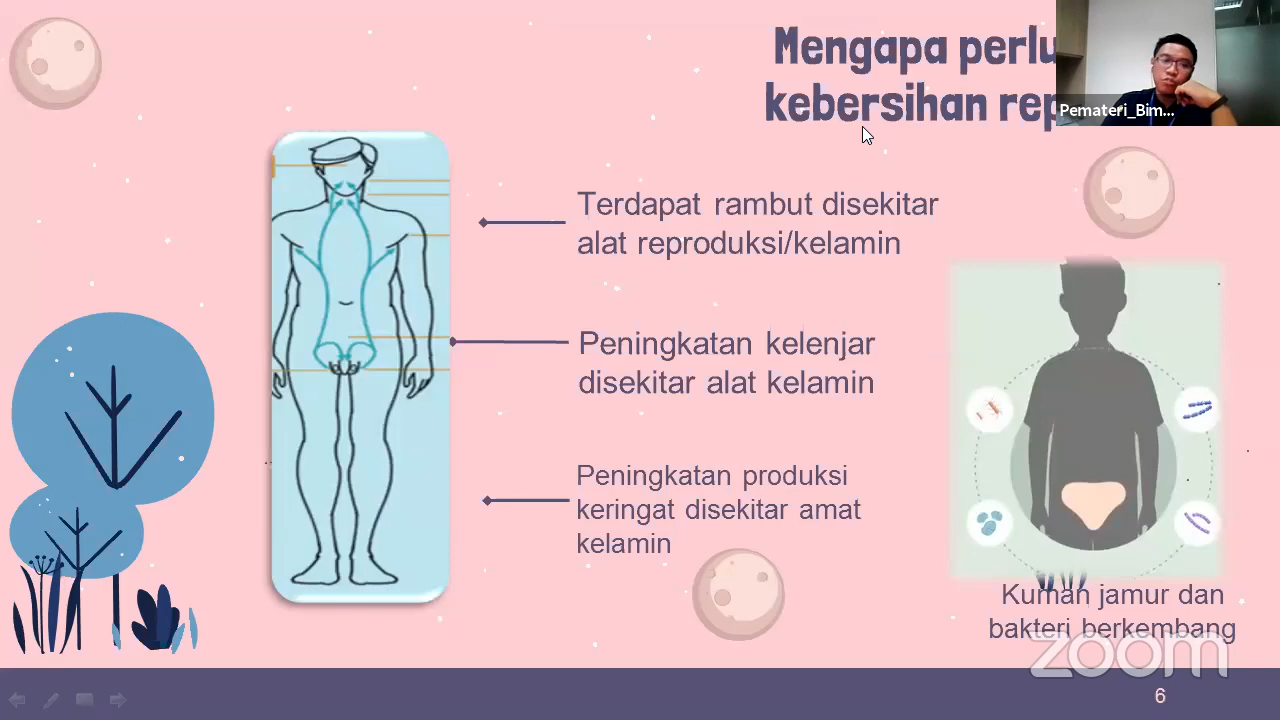 Mengapa perlu
kebersihan rep
Pemateri_Bim...
Terdapat rambut disekitar
alat reproduksi/kelamin
Peningkatan kelenjar
disekitar alat kelamin
Peningkatan produksi
keringat disekitar amat
kelamin
Kuman jamur dan
bakteri berkembang
zoom
6